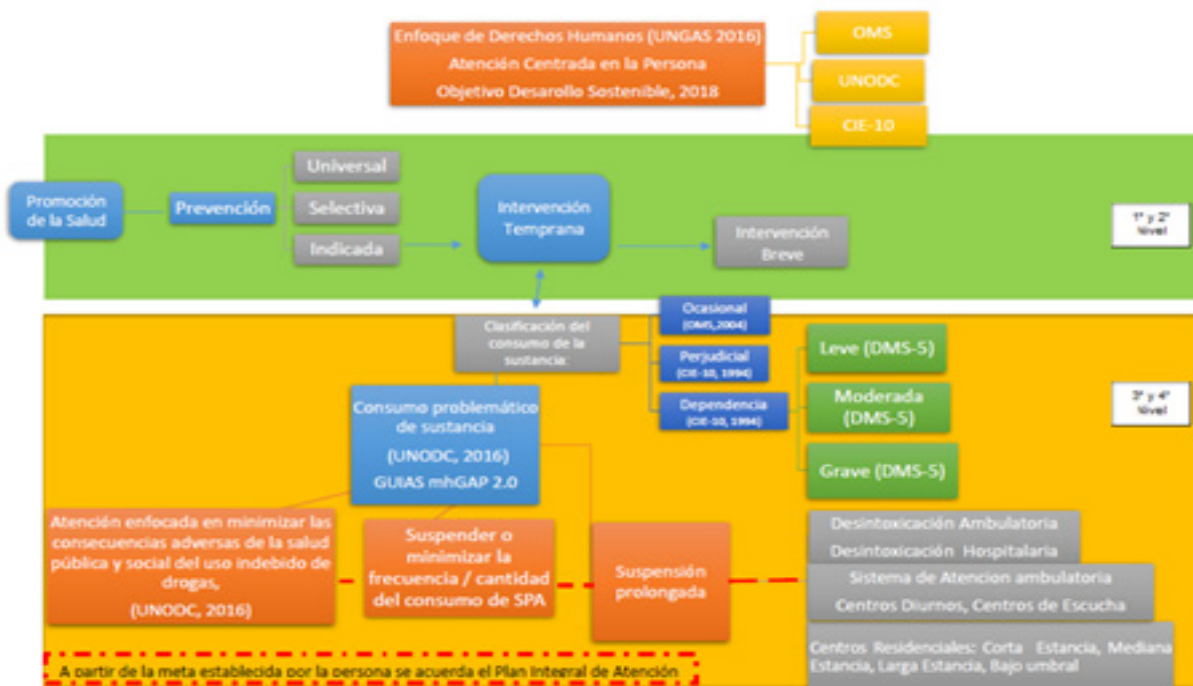 Enfoque de Derechos Humanos (UNGAS 2016)
Atención Centrada en la Persona
Objetivo Desarollo Sostenible, 2018
OMS
UNODC
CIE-10
Promoción
de la Salud
Prevención
Universal
Selectiva
Indicada
Intervención
Temprana
Intervención
Breve
1º y 2º
Nivel
Clasificación del
consumo de la
sustancia:
Ocasional
(OMS,2004)
Perjudicial
(CIE-10, 1994)
Dependencia
(CIE-10, 1994)
Leve (DMS-5)
Moderada
(DMS-5)
Grave (DMS-5)
3º y 4º
Nivel
Consumo problemático
de sustancia
(UNODC, 2016)
GUIAS mhGAP 2.0
Atención enfocada en minimizar las
consecuencias adversas de la salud
pública y social del uso indebido de
drogas,
(UNODC, 2016)
Suspender o
minimizar la
frecuencia / cantidad
del consumo de SPA
Suspensión
prolongada
Desintoxicación Ambulatoria
Desintoxicación Hospitalaria
Sistema de Atencion ambulatoria
Centros Diurnos, Centros de Escucha
Centros Residenciales: Corta Estancia, Mediana
Estancia, Larga Estancia, Bajo umbral
A partir de la meta establecida por la persona se acuerda el Plan Integral de Atención